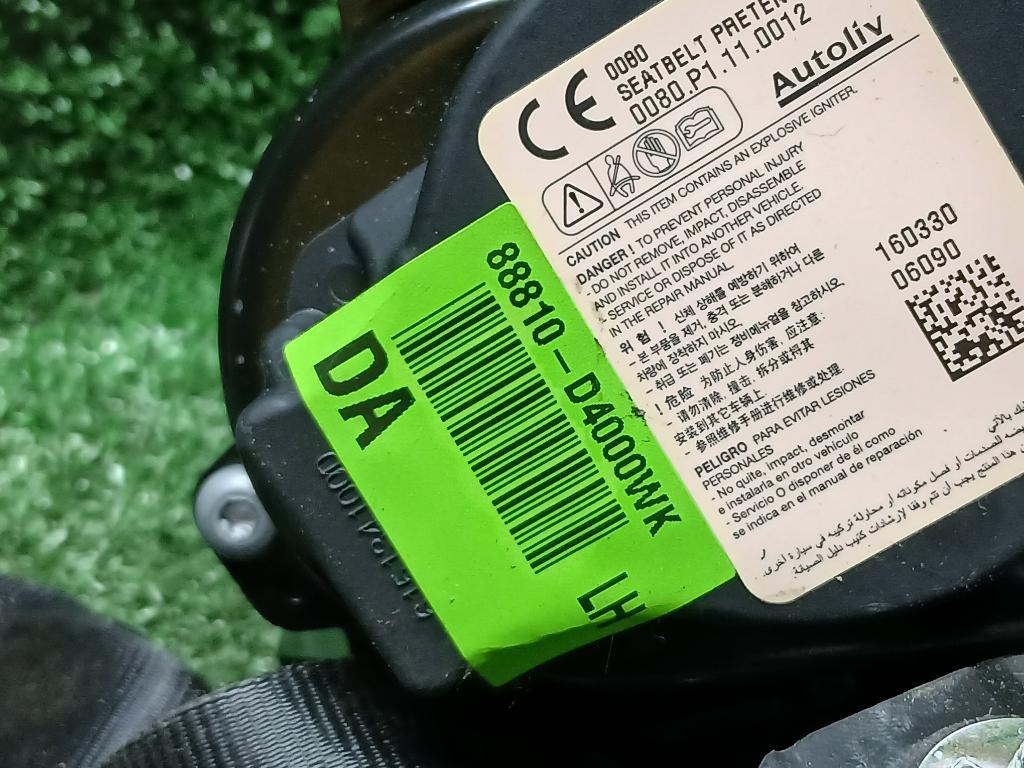 CE 0080
SEATBELT PRETEN
0080.P1.11.0012
Autoliv
CAUTION THIS ITEM CONTAINS AN EXPLOSIVE IGNITER.
DANGER ! TO PREVENT PERSONAL INJURY
- DO NOT REMOVE, IMPACT, DISASSEMBLE
AND INSTALL IT INTO ANOTHER VEHICLE.
- SERVICE OR DISPOSE OF IT AS DIRECTED
IN THE REPAIR MANUAL.
위 험 ! 신체 상해를 예방하기 위하여
- 본 부품을 제거, 충격 또는 분해하거나 다른
차량에 장착하지 마시오.
- 취급 또는 폐기는 정비메뉴얼을 참고하시오
! 危险 为防止人身伤害, 应注意:
- 请勿清除, 撞击, 拆分或将其
安装到其它车辆上.
- 参照维修手册进行维修或处理.
PELIGRO PARA EVITAR LESIONES
PERSONALES
- No quite, impact, desmontar
e instalarla en otro vehículo
- Servicio O disponer de él como
se indica en el manual de reparación
160330
06090
88810-D4000WK
DA
LH